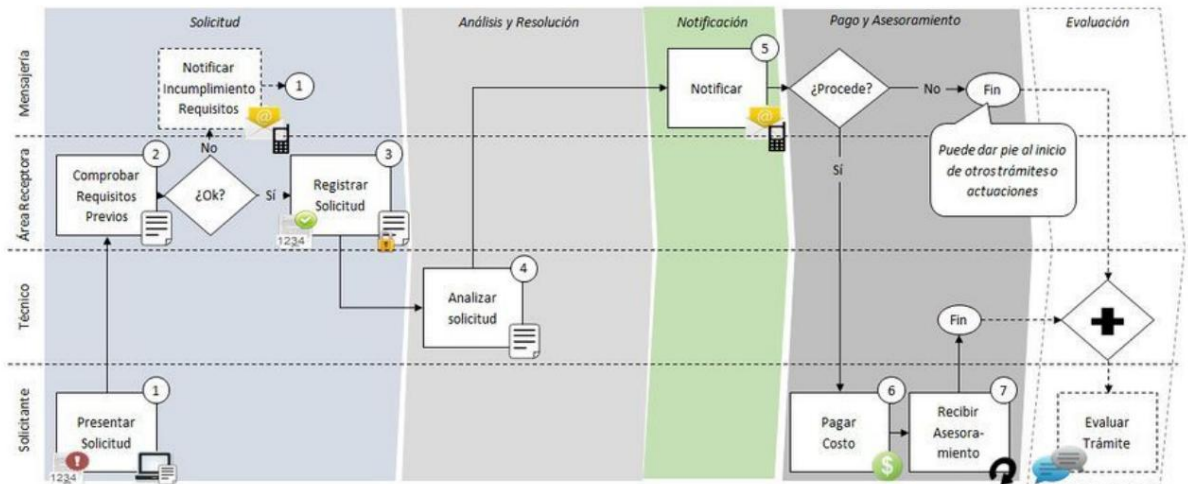 Solicitud
Análisis y Resolución
Notificación
Pago y Asesoramiento
Evaluación
Mensajería
Notificar
Incumplimiento
Requisitos
1
5
Notificar
¿Procede?
No
Fin
Puede dar pie al inicio
de otros trámites o
actuaciones
Área Receptora
2
Comprobar
Requisitos
Previos
No
¿Ok?
Sí
3
Registrar
Solicitud
1234
Sí
Técnico
4
Analizar
solicitud
Fin
Solicitante
1
Presentar
Solicitud
1234
6
Pagar
Costo
$
7
Recibir
Asesora-
miento
Evaluar
Trámite